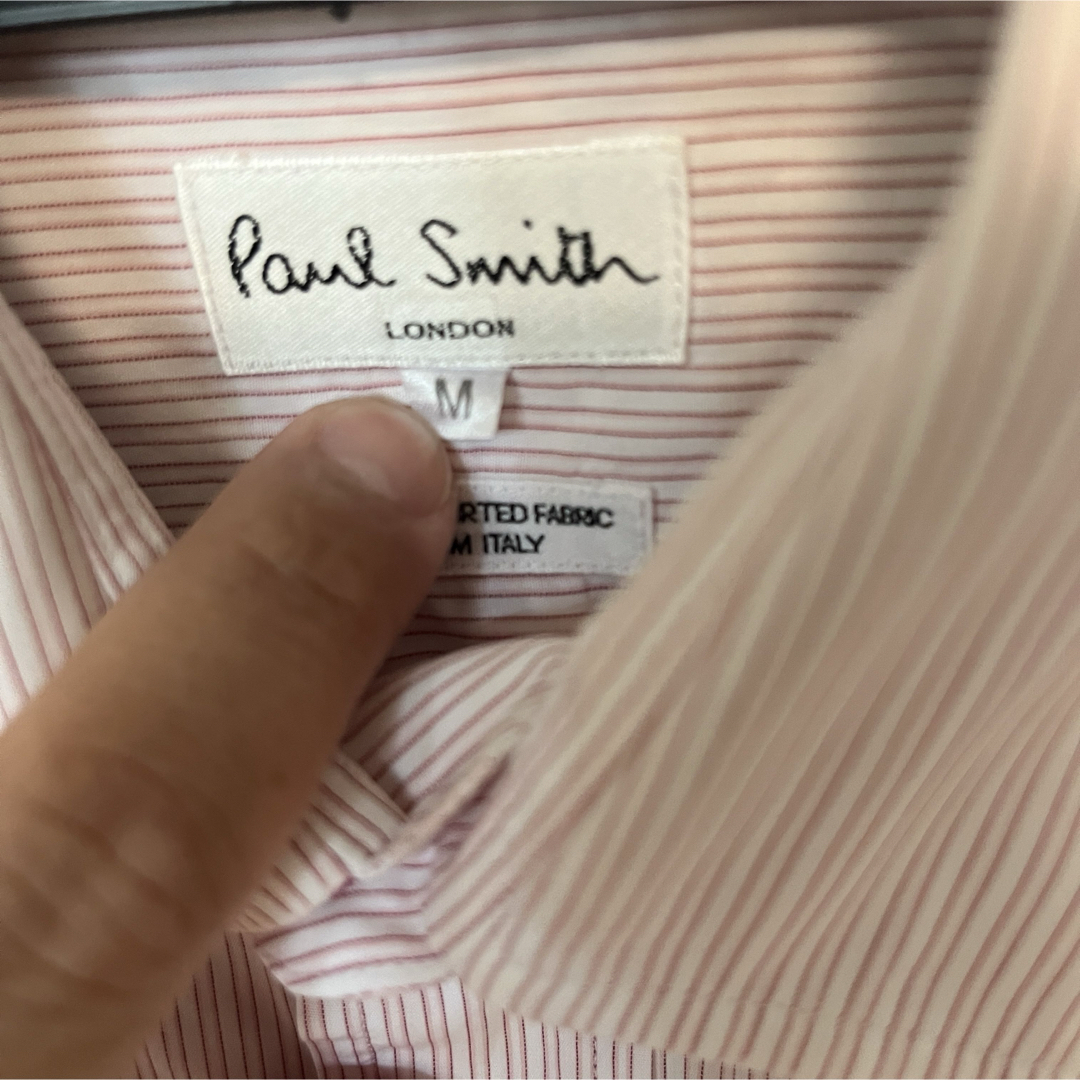 Paul Smith
LONDON
M
RTED FABRIC
M ITALY